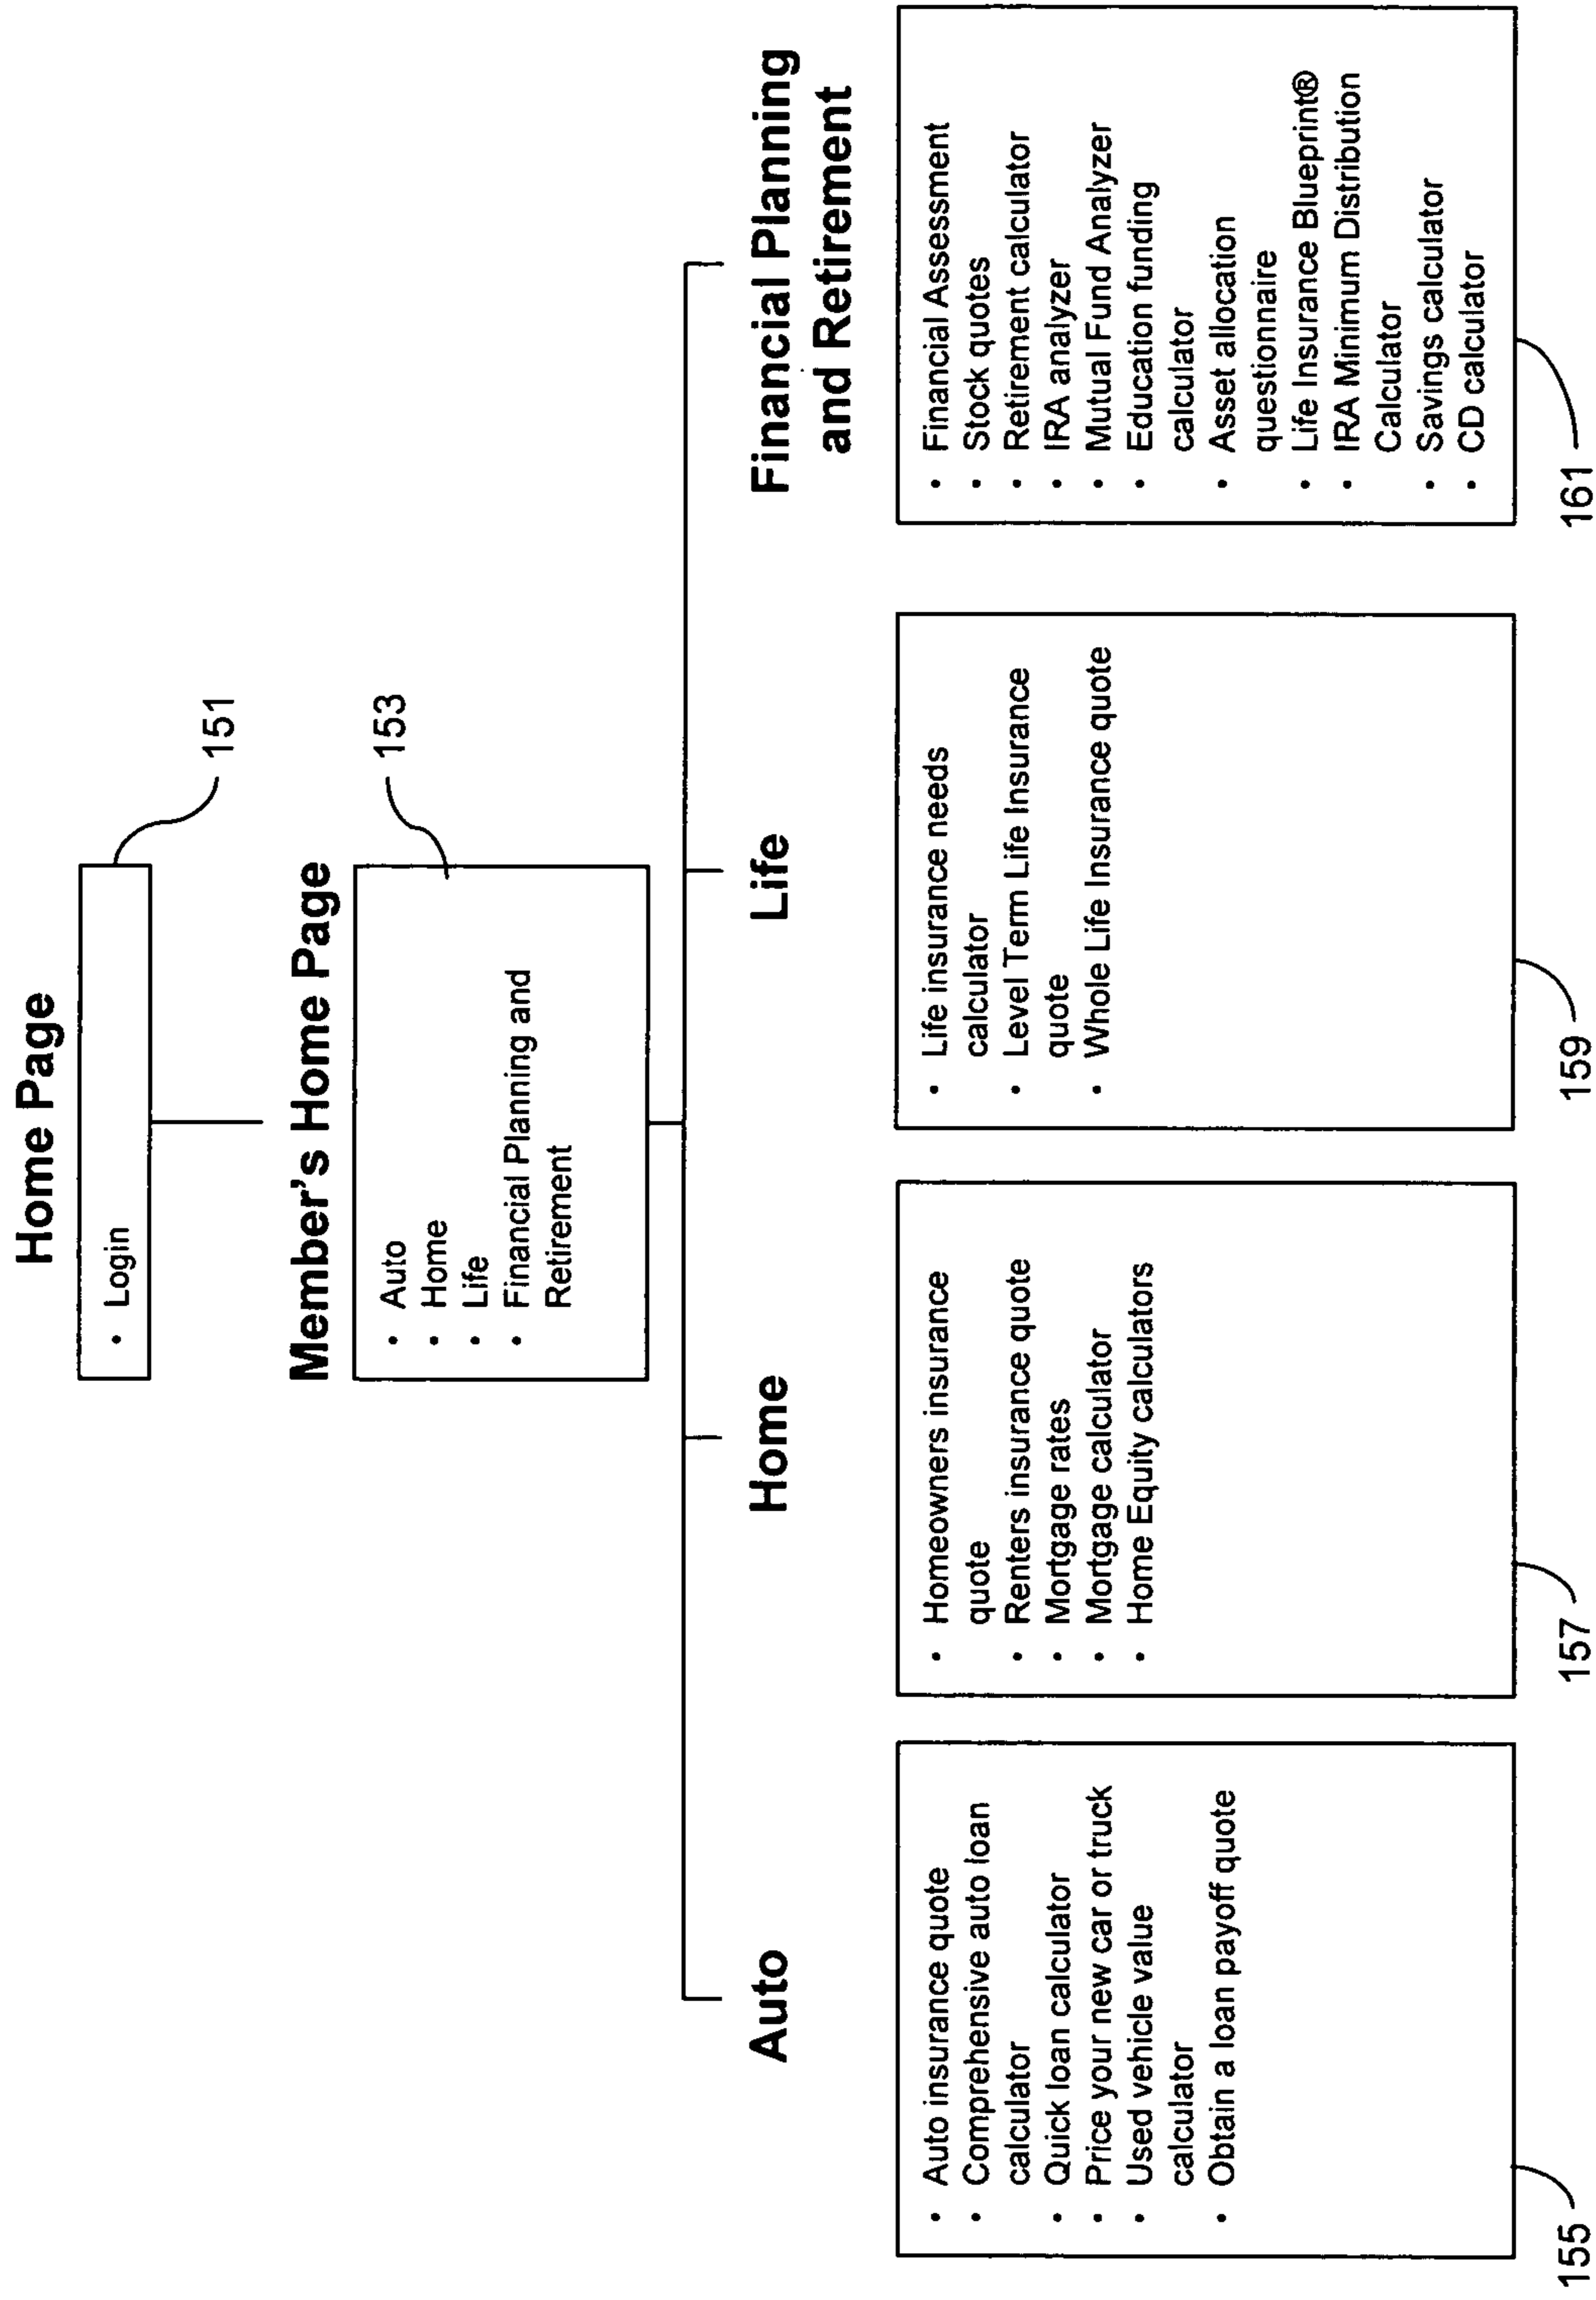 Home Page
• Login
151
Member's Home Page
• Auto
• Home
• Life
• Financial Planning and
Retirement
153
Auto
• Auto insurance quote
• Comprehensive auto loan
calculator
• Quick loan calculator
• Price your new car or truck
• Used vehicle value
calculator
• Obtain a loan payoff quote
155
Home
• Homeowners insurance
quote
• Renters insurance quote
• Mortgage rates
• Mortgage calculator
• Home Equity calculators
157
Life
• Life insurance needs
calculator
• Level Term Life Insurance
quote
• Whole Life Insurance quote
159
Financial Planning
and Retirement
• Financial Assessment
• Stock quotes
• Retirement calculator
• IRA analyzer
• Mutual Fund Analyzer
• Education funding
calculator
• Asset allocation
questionnaire
• Life Insurance Blueprint®
• IRA Minimum Distribution
Calculator
• Savings calculator
• CD calculator
161